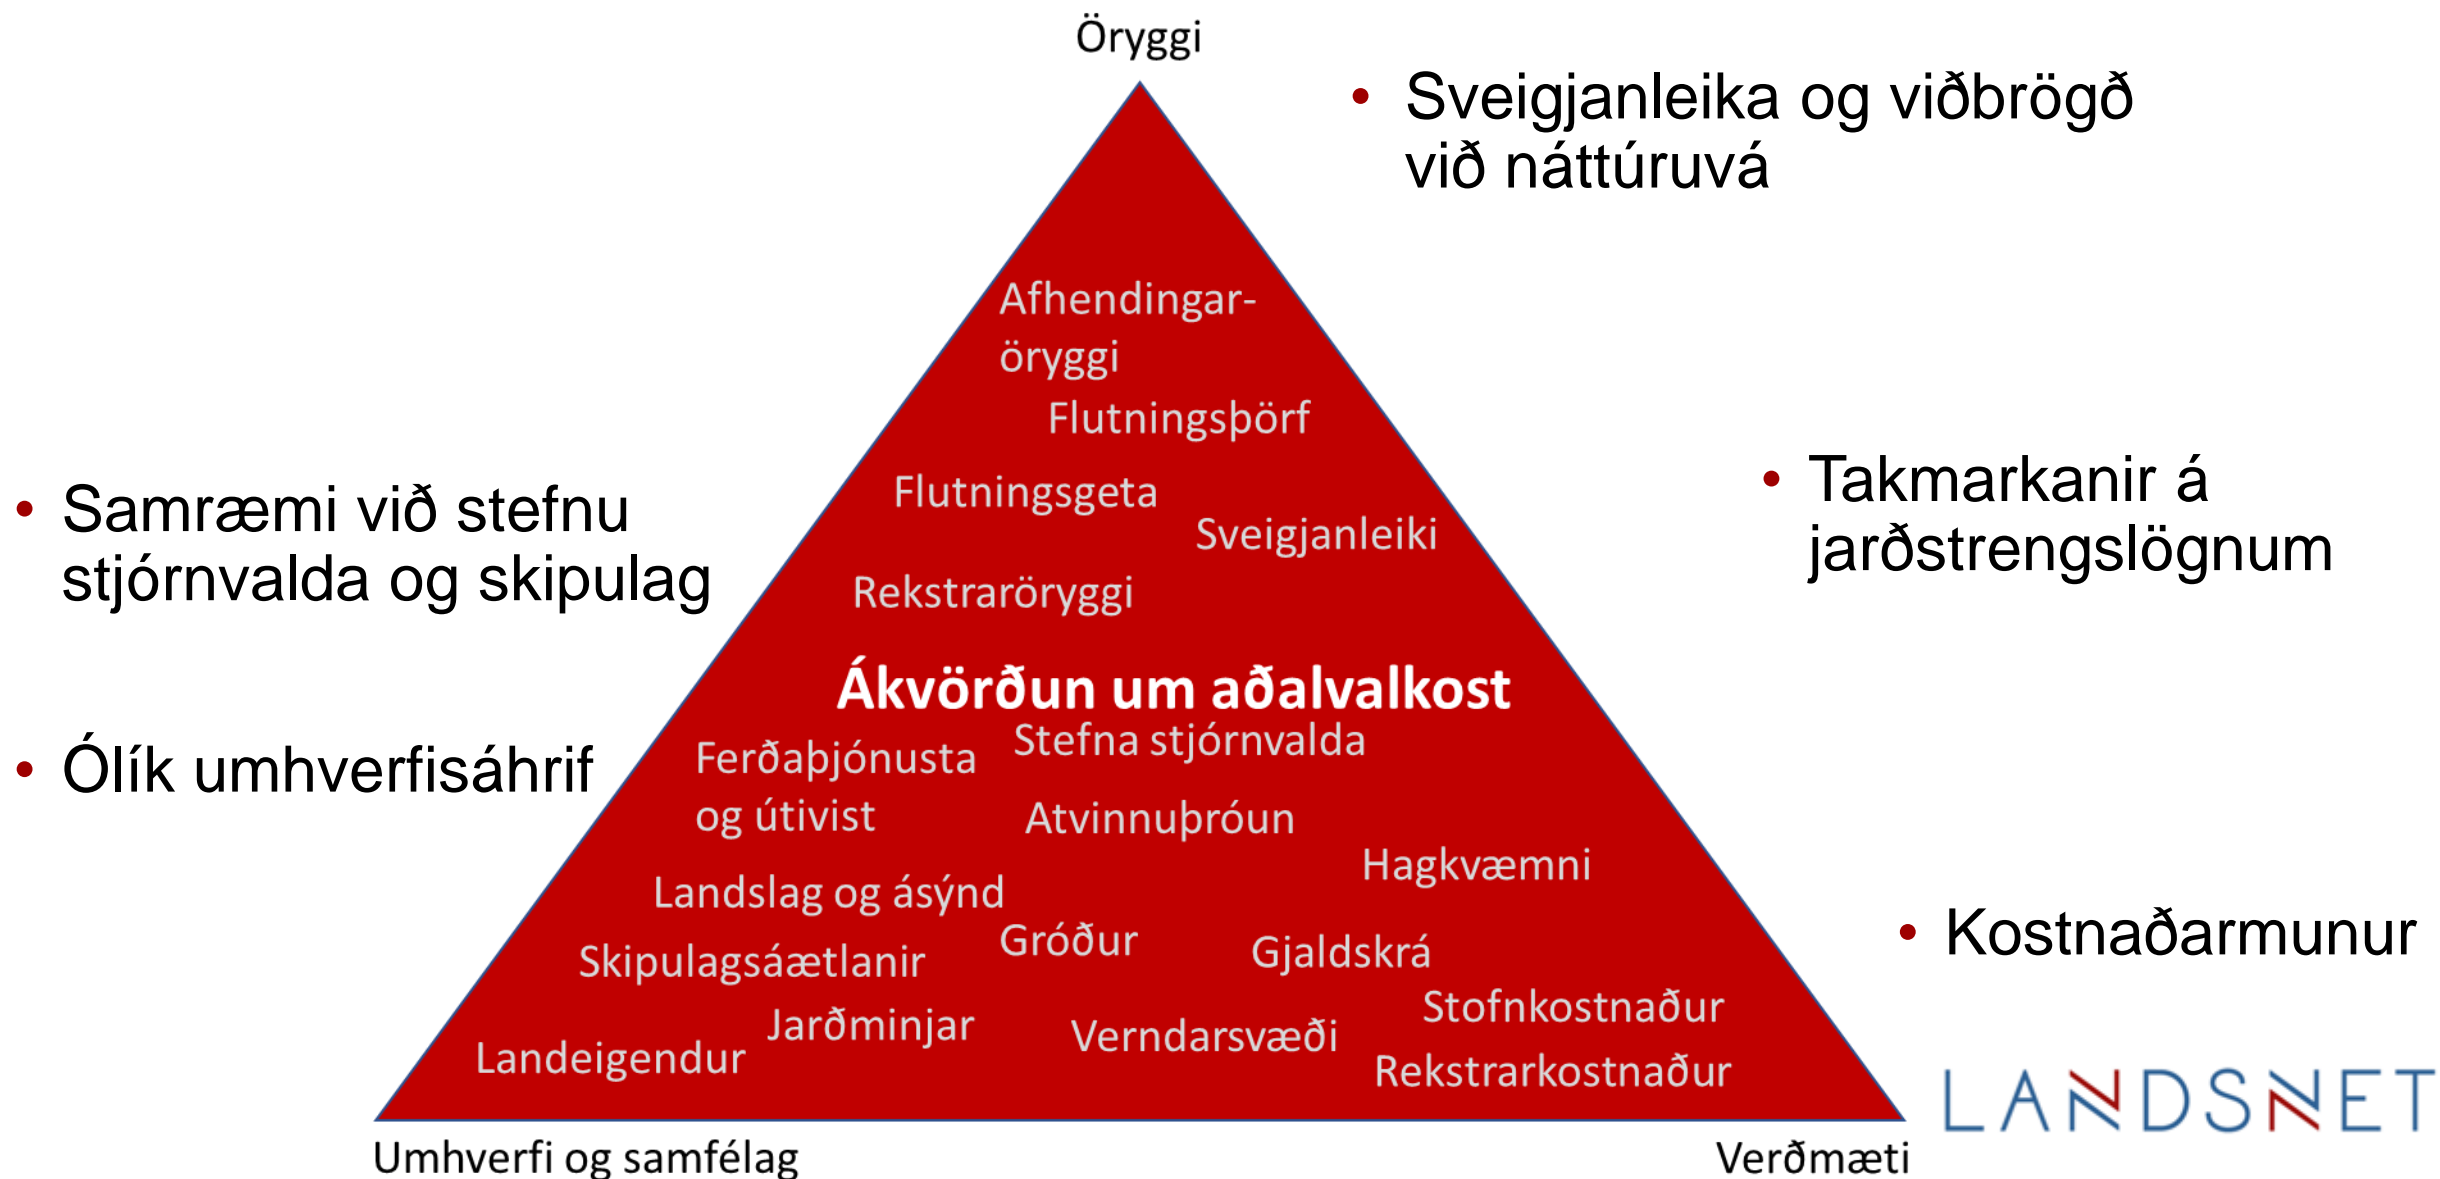 Öryggi
• Sveigjanleika og viðbrögð
við náttúruvá
Afhendingar-
öryggi
Flutningsþörf
Flutningsgeta
Sveigjanleiki
Rekstraröryggi
• Samræmi við stefnu
stjórnvalda og skipulag
• Takmarkanir á
jarðstrengslögnum
Ákvörðun um aðalvalkost
• Ólík umhverfisáhrif
Ferðaþjónusta
og útivist
Stefna stjórnvalda
Atvinnuþróun
Hagkvæmni
Landslag og ásýnd
Gróður
Gjaldskrá
• Kostnaðarmunur
Skipulagsáætlanir
Jarðminjar
Verndarsvæði
Stofnkostnaður
Landeigendur
Rekstrarkostnaður
LANDSNET
Umhverfi og samfélag
Verðmæti